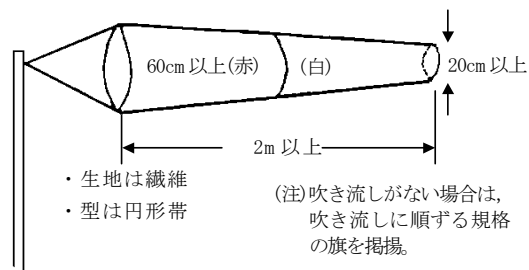 60cm 以上(赤)
(白)
20cm 以上
2m 以上
・生地は繊維
・型は円形帯
(注)吹き流しがない場合は，
吹き流しに順ずる規格
の旗を掲揚。